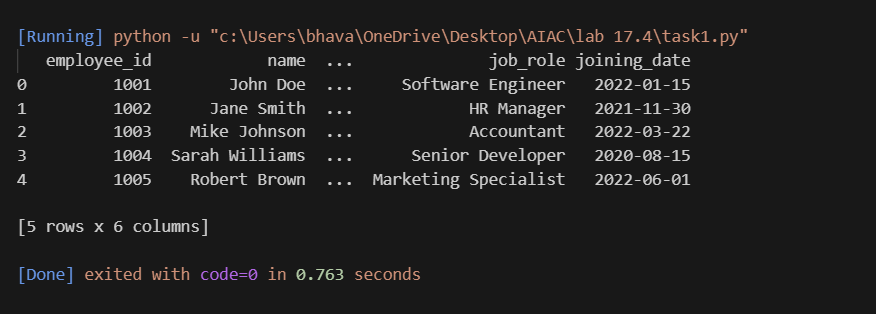 [Running] python -u "c:\Users\bhava\OneDrive\Desktop\AIAC\lab 17.4\task1.py"
   employee_id            name  ...              job_role joining_date
0         1001        John Doe  ...     Software Engineer   2022-01-15
1         1002      Jane Smith  ...            HR Manager   2021-11-30
2         1003    Mike Johnson  ...            Accountant   2022-03-22
3         1004  Sarah Williams  ...      Senior Developer   2020-08-15
4         1005    Robert Brown  ...  Marketing Specialist   2022-06-01
[5 rows x 6 columns]
[Done] exited with code=0 in 0.763 seconds